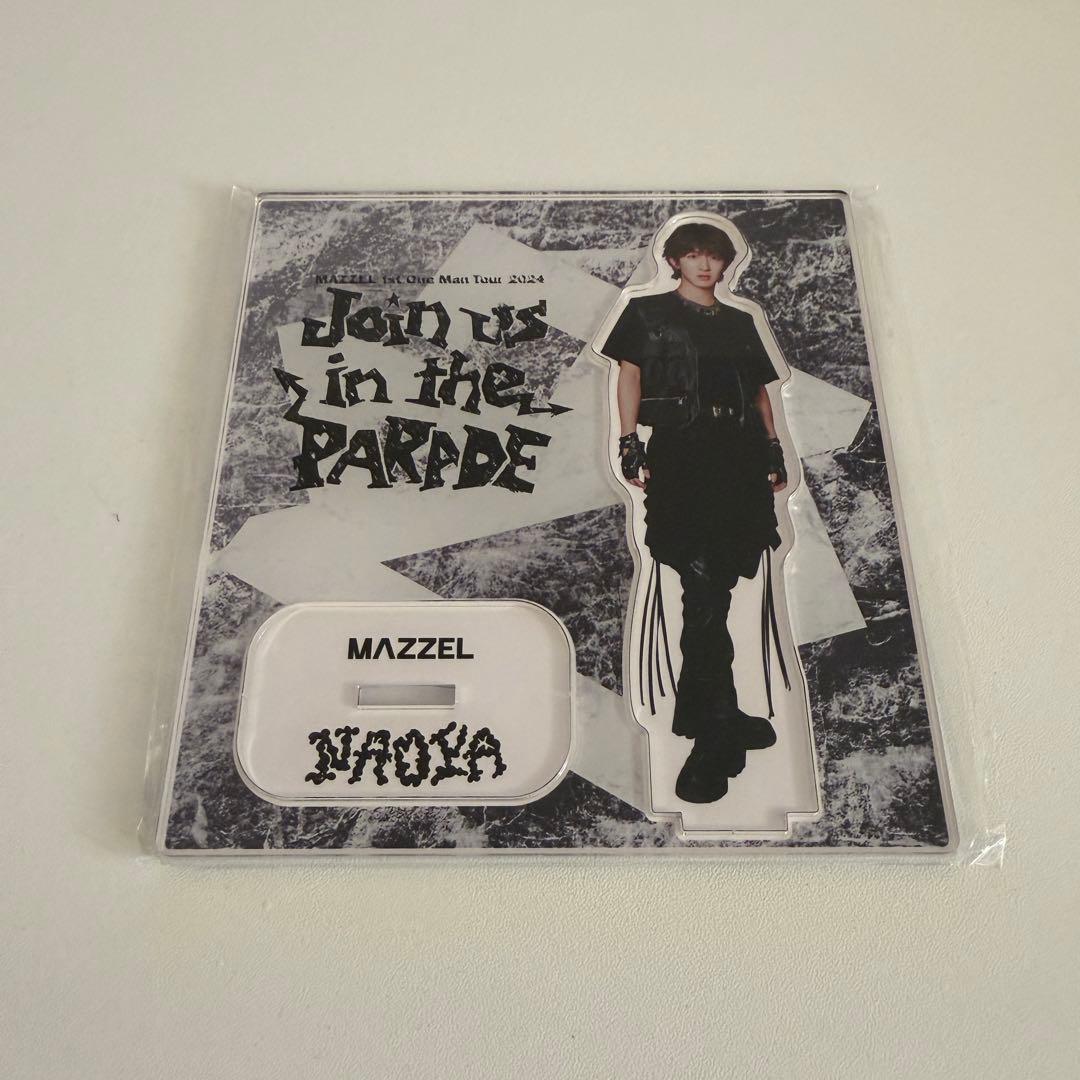 MAZZEL 1st One Man Tour 2024
Join us
in the
PARADE
MAZZEL
NAOYA